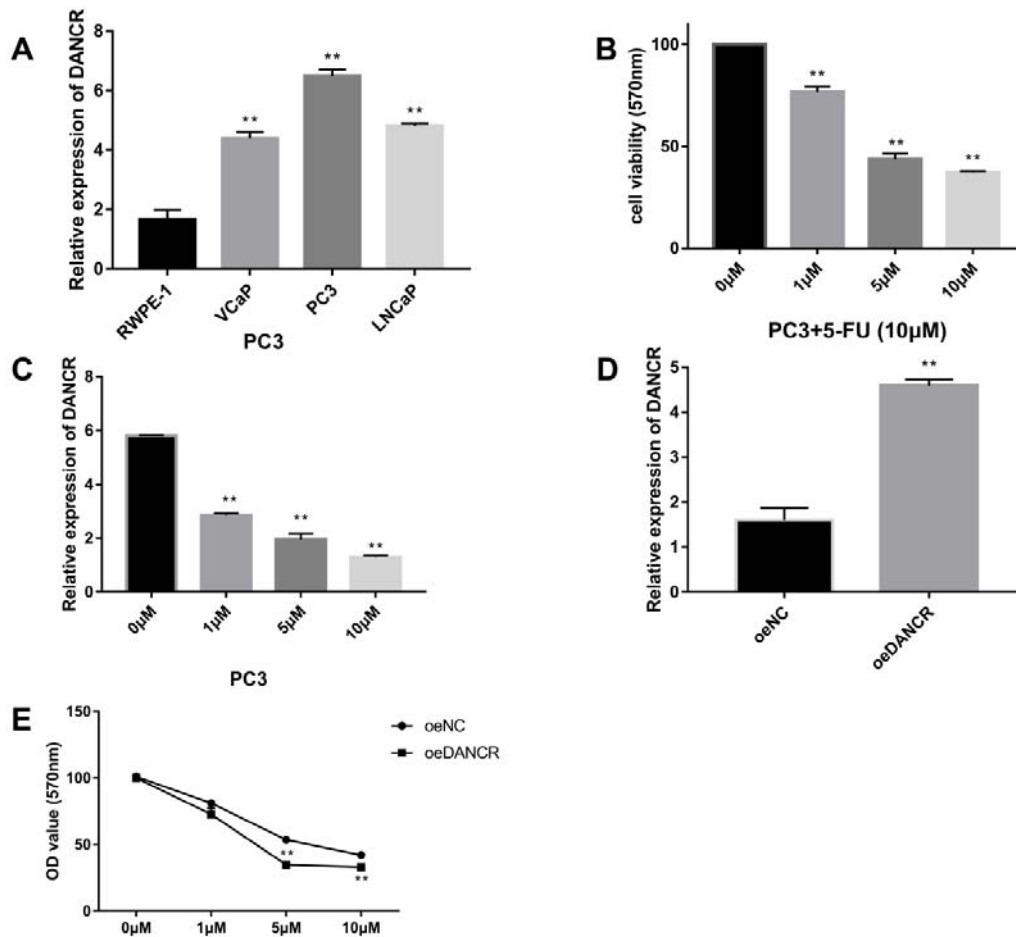 A
Relative expression of DANCR
8
6
4
2
0
**
**
**
RWPE-1
VCaP
PC3
LNCaP
B
cell viability (570nm)
100
50
0
**
**
**
0μM
1μM
5μM
10μM
PC3
C
Relative expression of DANCR
8
6
4
2
0
**
**
**
0μM
1μM
5μM
10μM
PC3+5-FU (10μM)
D
Relative expression of DANCR
5
4
3
2
1
0
**
oeNC
oeDANCR
PC3
E
OD value (570nm)
150
100
50
0
**
**
0μM
1μM
5μM
10μM
oeNC
oeDANCR